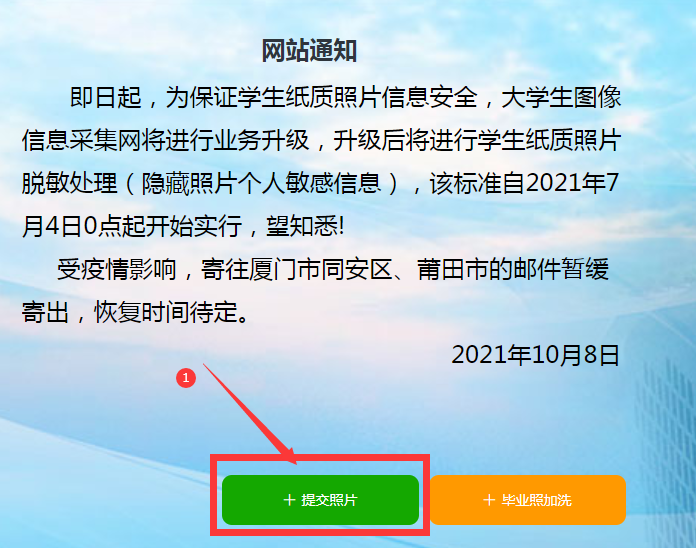 网站通知
即日起，为保证学生纸质照片信息安全，大学生图像
信息采集网将进行业务升级，升级后将进行学生纸质照片
脱敏处理（隐藏照片个人敏感信息），该标准自2021年7
月4日0点起开始实行，望知悉!
受疫情影响，寄往厦门市同安区、莆田市的邮件暂缓
寄出，恢复时间待定。
2021年10月8日
1
＋ 提交照片
＋ 毕业照加洗